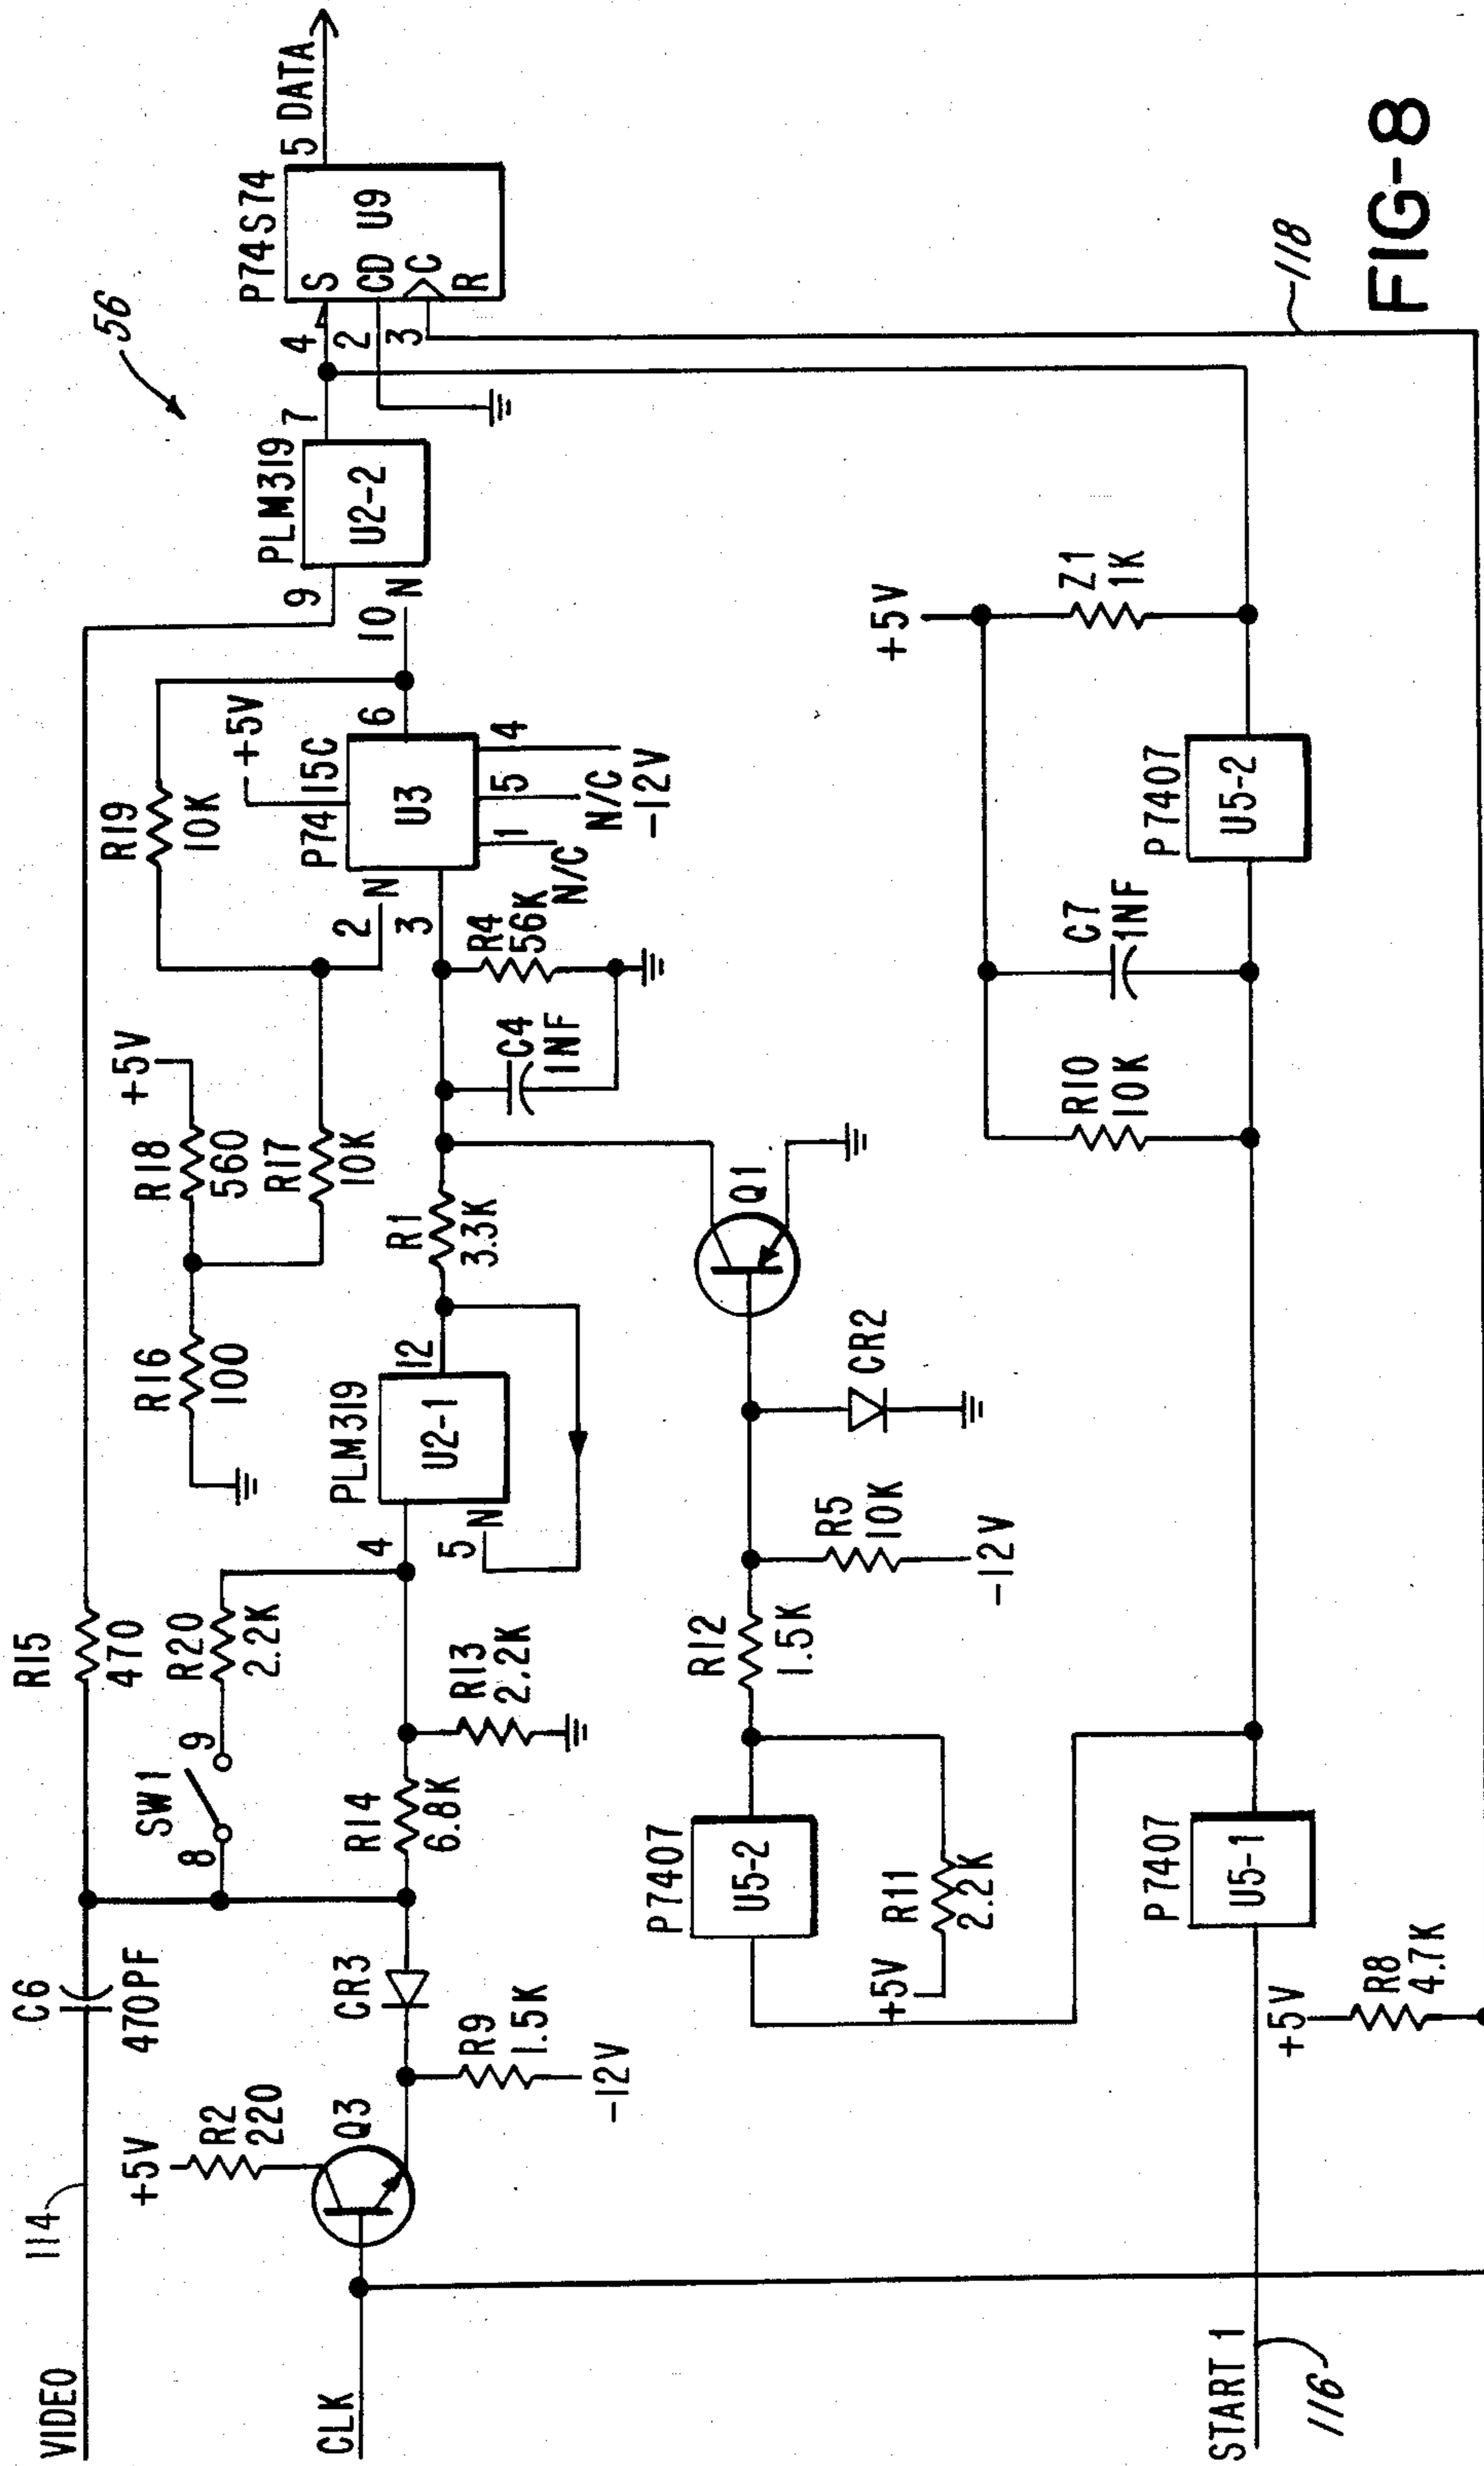 VIDEO
114
C6
470PF
R15
470
56
+5V
R2
220
SW1
8
9
R20
2.2K
R16
100
R18
560
+5V
R17
10K
R19
10K
+5V
P74 15C
U3
2
N
3
6
1
5
4
N/C
N/C
-12V
PLM319
U2-2
9
10
N
7
P74S74
U9
S
CD
C
R
4
2
3
5
DATA
CLK
Q3
CR3
R9
1.5K
-12V
R14
6.8K
R13
2.2K
PLM319
U2-1
4
5
N
12
R1
3.3K
C4
1NF
R4
56K
P7407
U5-2
R11
2.2K
+5V
R12
1.5K
R5
10K
-12V
CR2
Q1
START 1
116
P7407
U5-1
+5V
R8
4.7K
R10
10K
C7
1NF
P7407
U5-2
+5V
Z1
1K
118
FIG-8